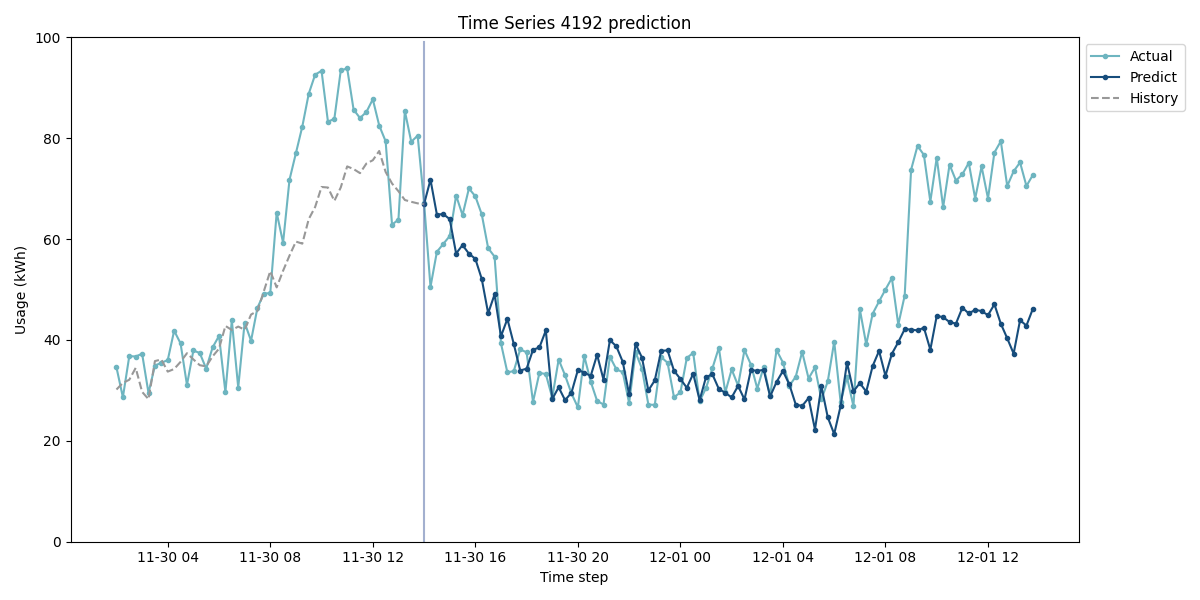 Time Series 4192 prediction
Usage (kWh)
100
80
60
40
20
0
11-30 04
11-30 08
11-30 12
11-30 16
11-30 20
12-01 00
12-01 04
12-01 08
12-01 12
Time step
Actual
Predict
History